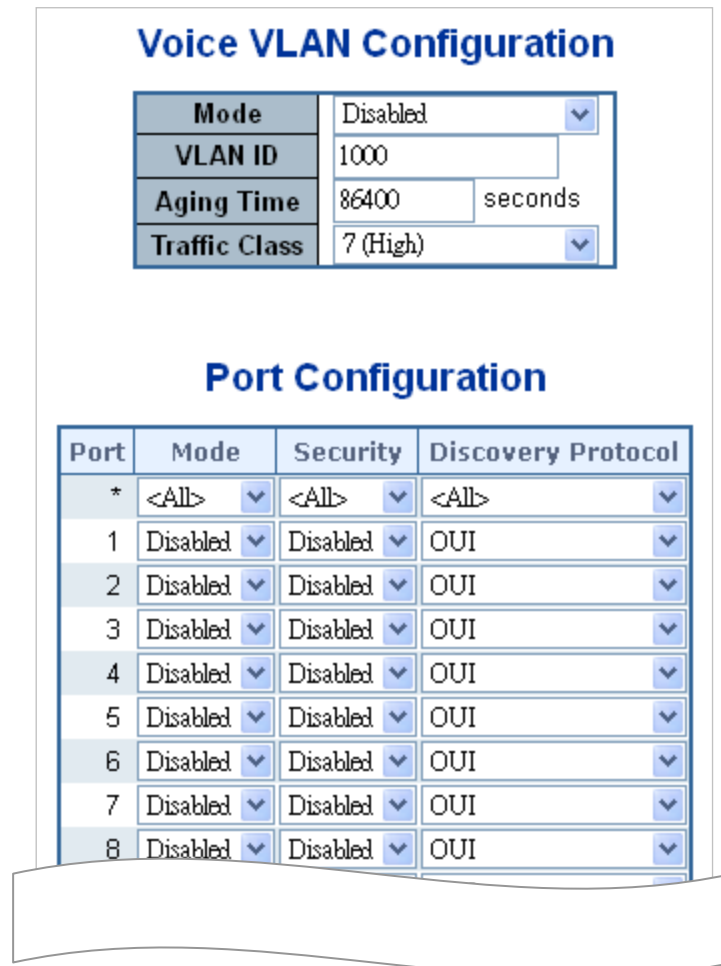 Voice VLAN Configuration
Mode Disabled
VLAN ID 1000
Aging Time 86400 seconds
Traffic Class 7 (High)
Port Configuration
Port Mode Security Discovery Protocol
* <All> <All> <All>
1 Disabled Disabled OUI
2 Disabled Disabled OUI
3 Disabled Disabled OUI
4 Disabled Disabled OUI
5 Disabled Disabled OUI
6 Disabled Disabled OUI
7 Disabled Disabled OUI
8 Disabled Disabled OUI